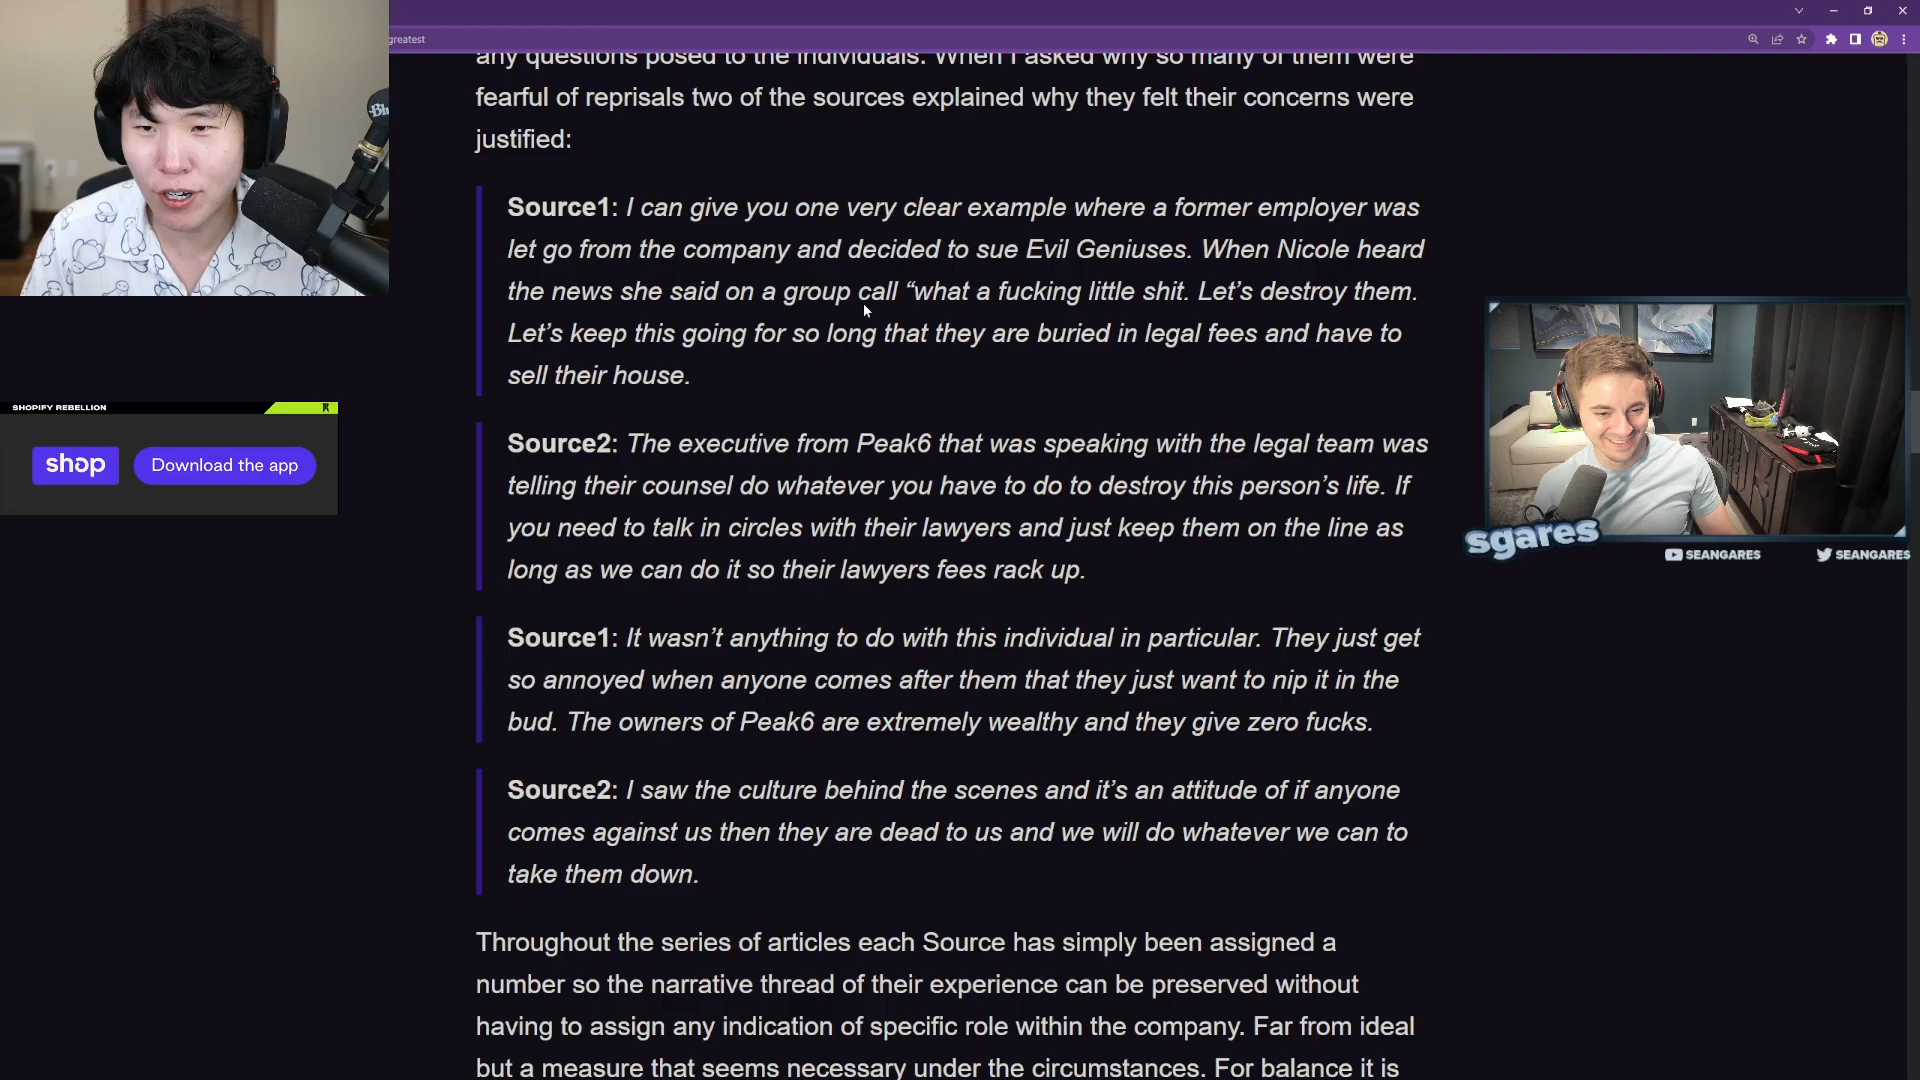 greatest
any questions posed to the individuals. When I asked why so many of them were
fearful of reprisals two of the sources explained why they felt their concerns were
justified:
Source1: I can give you one very clear example where a former employer was
let go from the company and decided to sue Evil Geniuses. When Nicole heard
the news she said on a group call “what a fucking little shit. Let’s destroy them.
Let’s keep this going for so long that they are buried in legal fees and have to
sell their house.
Source2: The executive from Peak6 that was speaking with the legal team was
telling their counsel do whatever you have to do to destroy this person’s life. If
you need to talk in circles with their lawyers and just keep them on the line as
long as we can do it so their lawyers fees rack up.
Source1: It wasn’t anything to do with this individual in particular. They just get
so annoyed when anyone comes after them that they just want to nip it in the
bud. The owners of Peak6 are extremely wealthy and they give zero fucks.
Source2: I saw the culture behind the scenes and it’s an attitude of if anyone
comes against us then they are dead to us and we will do whatever we can to
take them down.
Throughout the series of articles each Source has simply been assigned a
number so the narrative thread of their experience can be preserved without
having to assign any indication of specific role within the company. Far from ideal
but a measure that seems necessary under the circumstances. For balance it is
SHOPIFY REBELLION
shop
Download the app
sgares
SEANGARES
SEANGARES